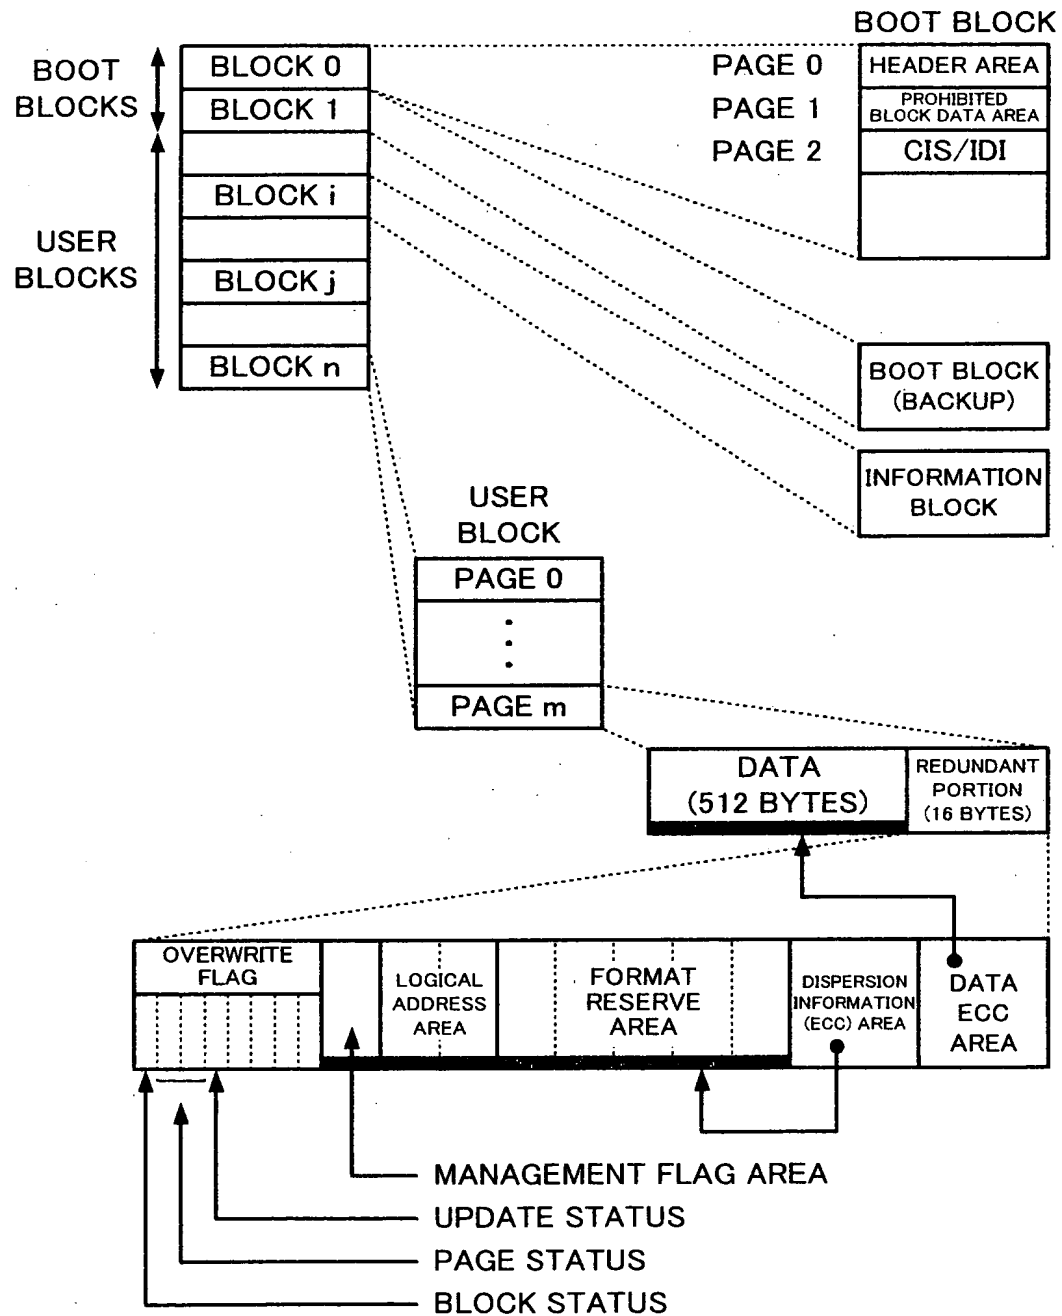 BOOT
BLOCKS
USER
BLOCKS
BLOCK 0
BLOCK 1
BLOCK i
BLOCK j
BLOCK n
BOOT BLOCK
PAGE 0
HEADER AREA
PAGE 1
PROHIBITED
BLOCK DATA AREA
PAGE 2
CIS/IDI
BOOT BLOCK
(BACKUP)
INFORMATION
BLOCK
USER
BLOCK
PAGE 0
PAGE m
DATA
(512 BYTES)
REDUNDANT
PORTION
(16 BYTES)
OVERWRITE
FLAG
LOGICAL
ADDRESS
AREA
FORMAT
RESERVE
AREA
DISPERSION
INFORMATION
(ECC) AREA
DATA
ECC
AREA
MANAGEMENT FLAG AREA
UPDATE STATUS
PAGE STATUS
BLOCK STATUS